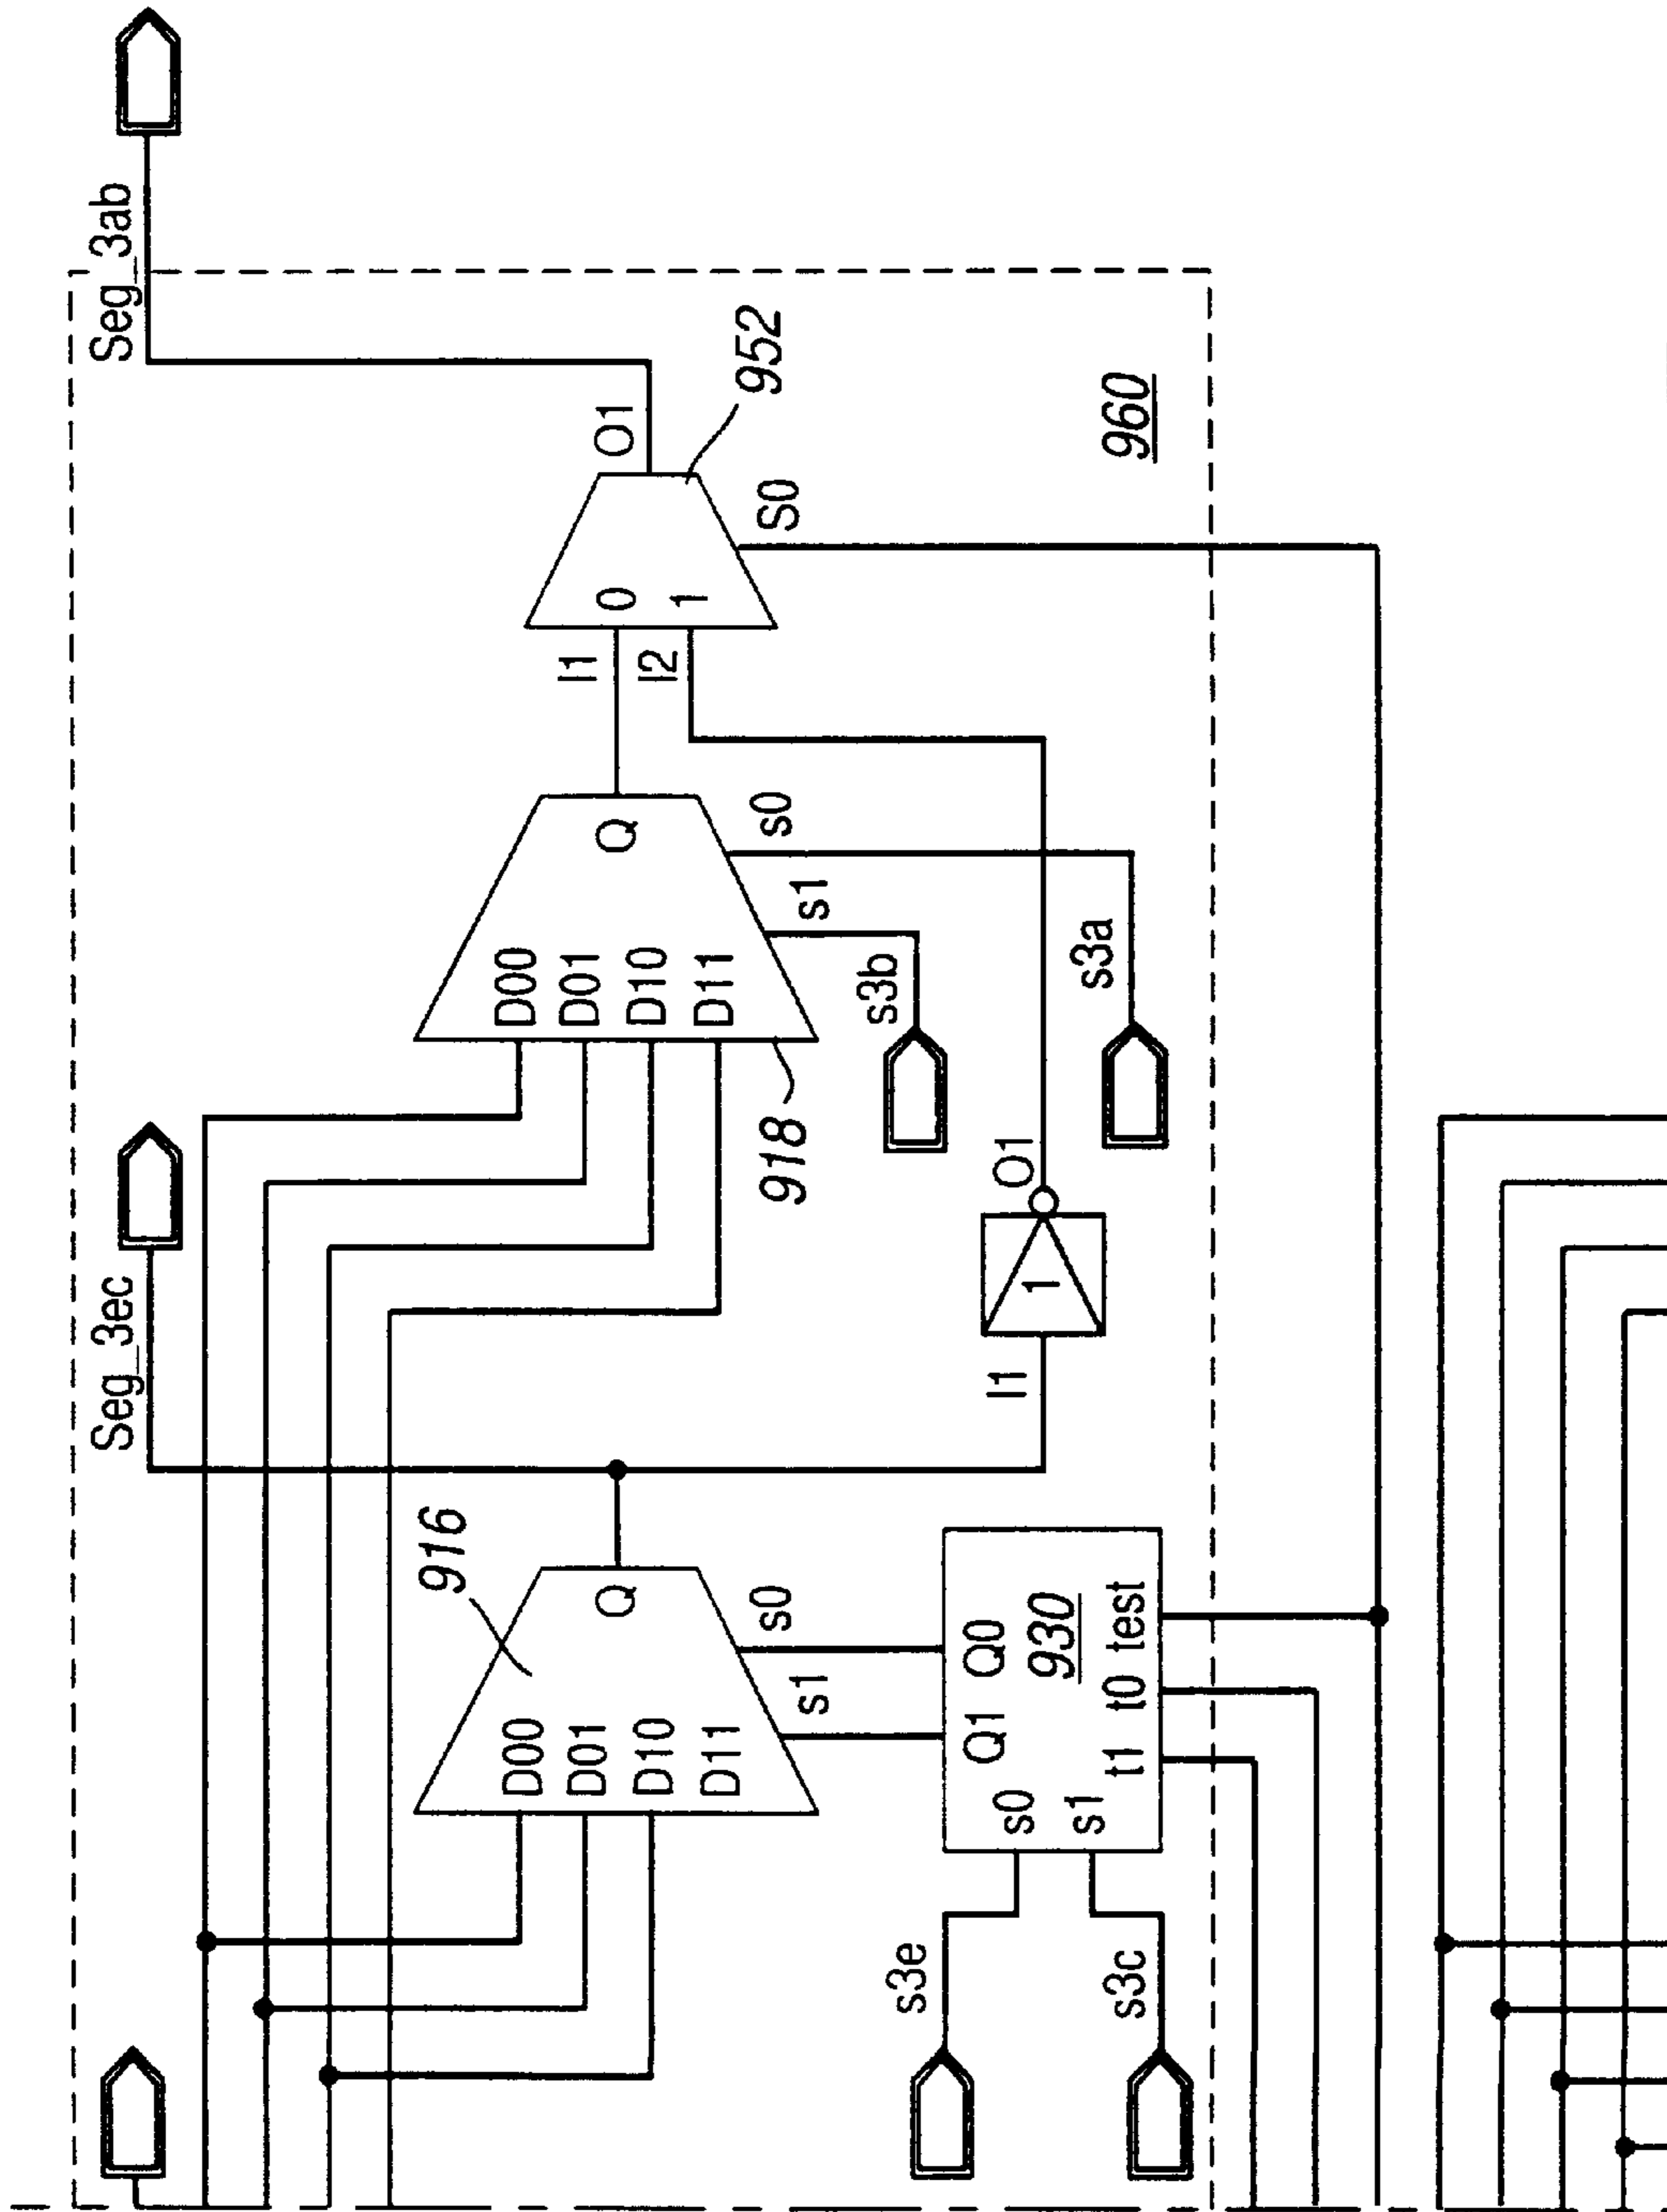 Seg_3ec
Seg_3ab
916
D00
D01
D10
D11
Q
s1
s0
D00
D01
D10
D11
Q
s1
s0
918
I1
I2
0
1
O1
S0
952
s3b
s3a
I1
1
O1
s3e
s3c
s0
s1
Q1
Q0
930
t1
t0
test
960